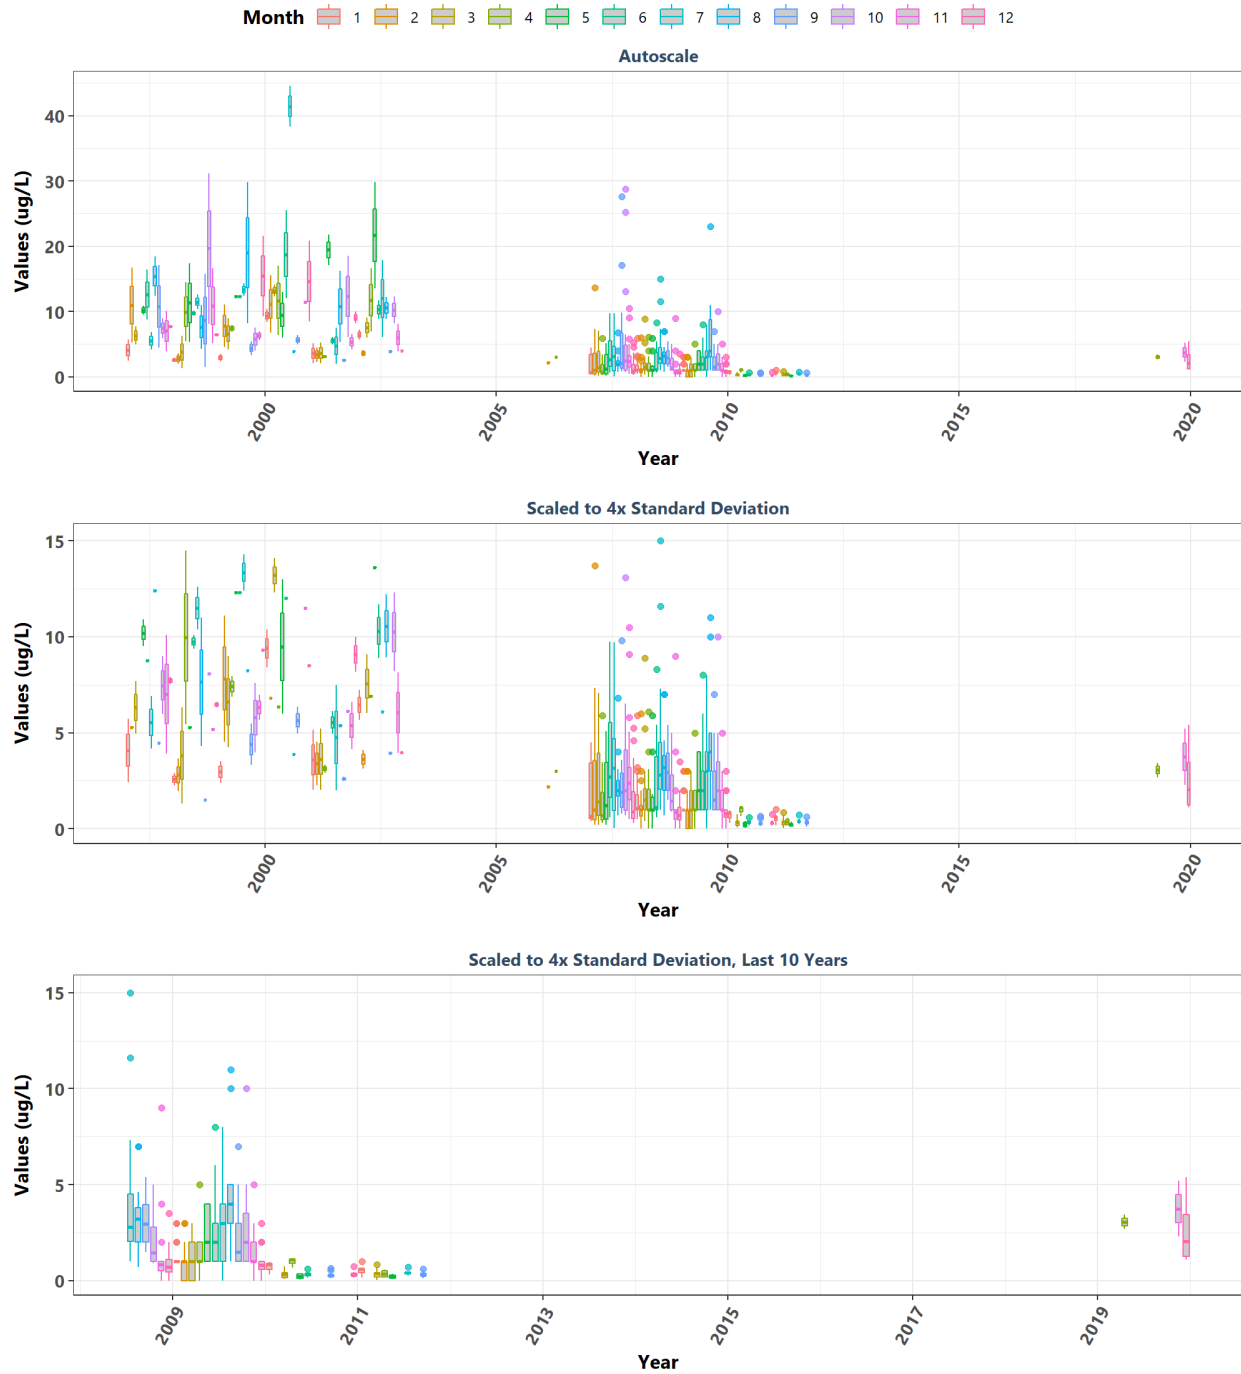 Month 1 2 3 4 5 6 7 8 9 10 11 12
Autoscale
40
30
20
10
0
Values (ug/L)
2000 2005 2010 2015 2020
Year
Scaled to 4x Standard Deviation
15
10
5
0
Values (ug/L)
2000 2005 2010 2015 2020
Year
Scaled to 4x Standard Deviation, Last 10 Years
15
10
5
0
Values (ug/L)
2009 2011 2013 2015 2017 2019
Year